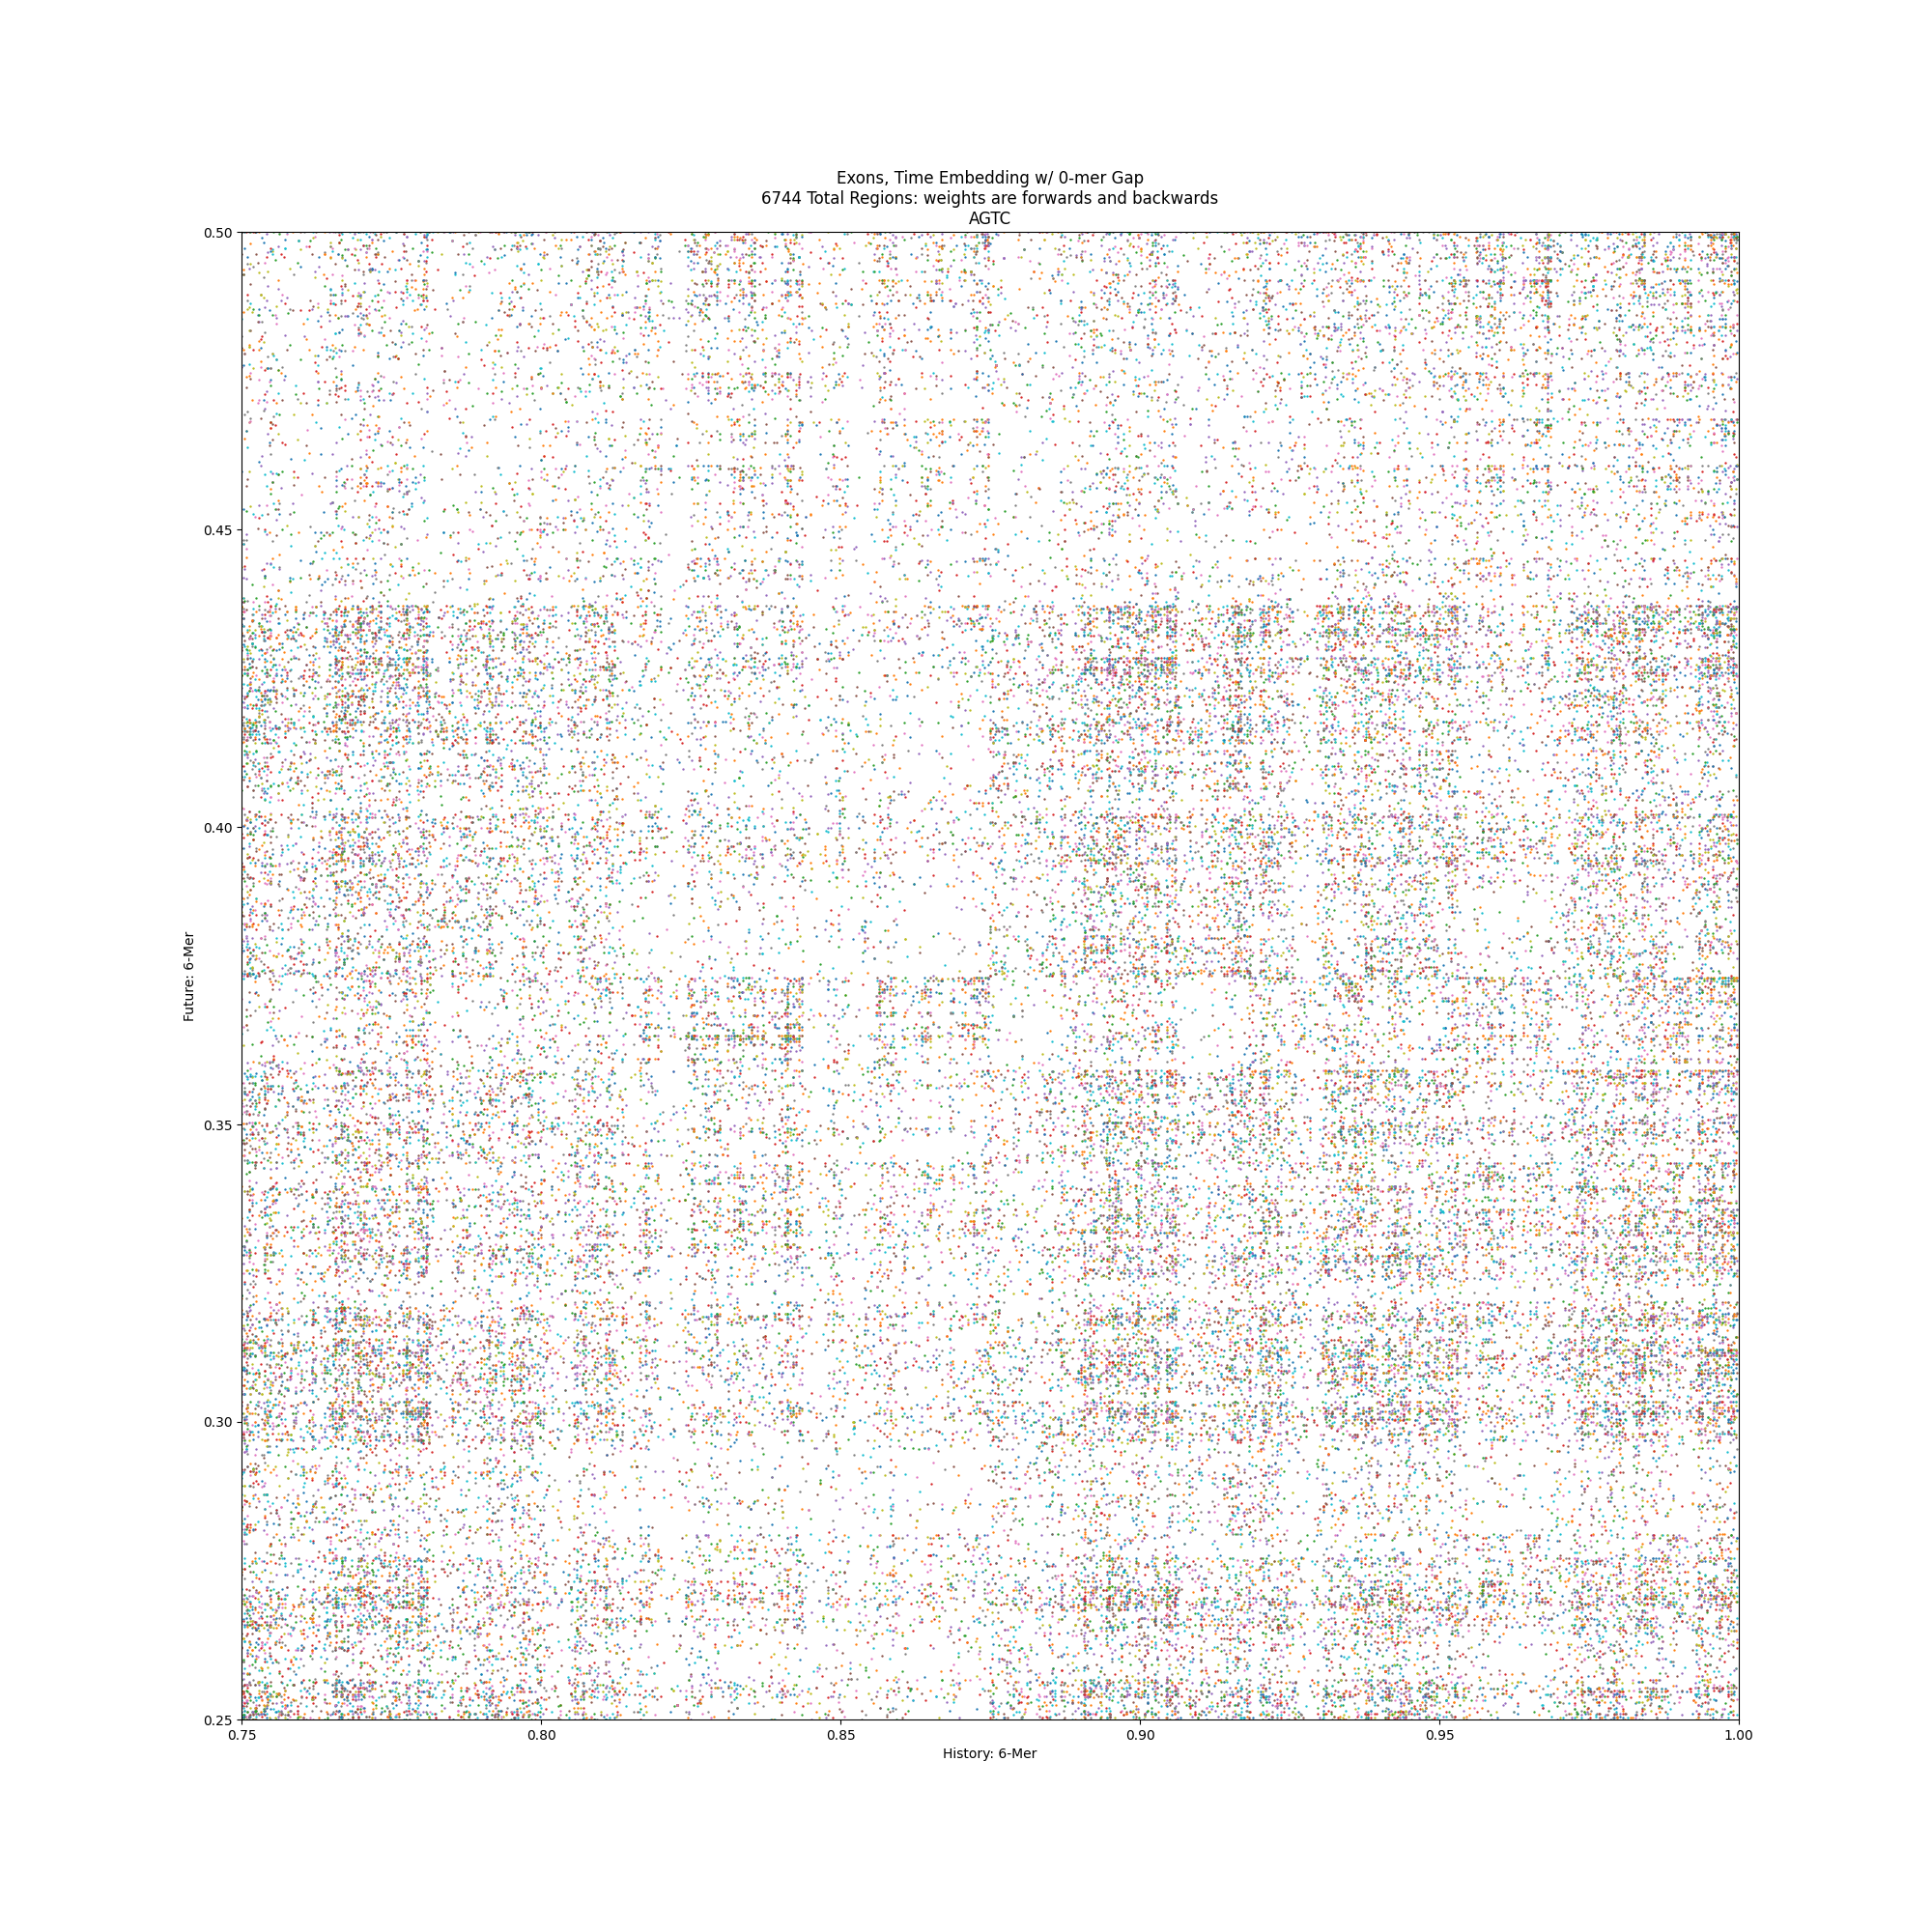 Exons, Time Embedding w/ 0-mer Gap
6744 Total Regions: weights are forwards and backwards
AGTC
0.50
0.45
0.40
0.35
0.30
0.25
Future: 6-Mer
0.75
0.80
0.85
0.90
0.95
1.00
History: 6-Mer